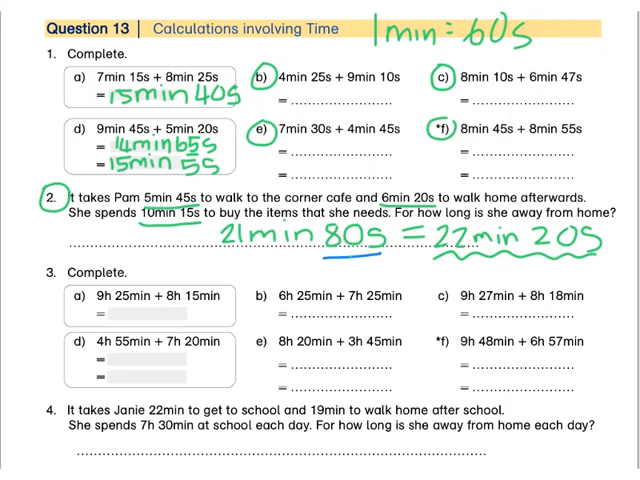 Question 13 | Calculations involving Time 1min = 60s
1. Complete.
a) 7min 15s + 8min 25s b) 4min 25s + 9min 10s c) 8min 10s + 6min 47s
= 15min 40s = ........................ = ........................
d) 9min 45s + 5min 20s e) 7min 30s + 4min 45s *f) 8min 45s + 8min 55s
= 14min 65s = ........................ = ........................
= 15min 5s = ........................ = ........................
2. It takes Pam 5min 45s to walk to the corner cafe and 6min 20s to walk home afterwards.
She spends 10min 15s to buy the items that she needs. For how long is she away from home?
21min 80s = 22min 20s
3. Complete.
a) 9h 25min + 8h 15min b) 6h 25min + 7h 25min c) 9h 27min + 8h 18min
= = ........................ = ........................
d) 4h 55min + 7h 20min e) 8h 20min + 3h 45min *f) 9h 48min + 6h 57min
= = ........................ = ........................
= = ........................ = ........................
4. It takes Janie 22min to get to school and 19min to walk home after school.
She spends 7h 30min at school each day. For how long is she away from home each day?